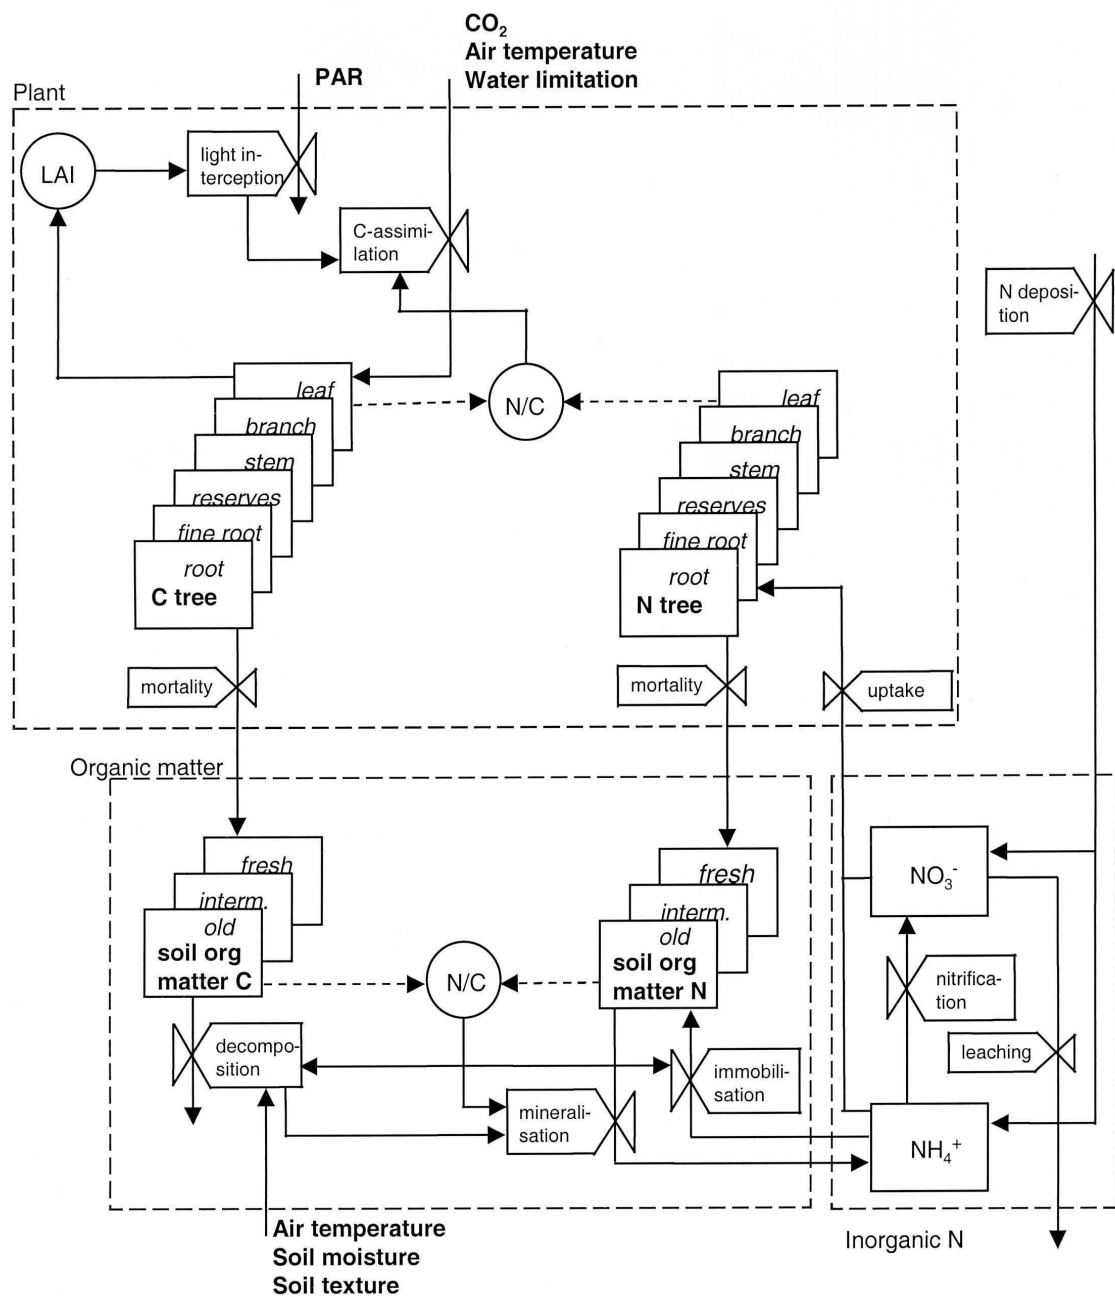 CO₂
Air temperature
Water limitation
PAR
Plant
LAI
light in-
terception
C-assimi-
lation
N deposi-
tion
N/C
leaf
branch
stem
reserves
fine root
root
C tree
leaf
branch
stem
reserves
fine root
root
N tree
mortality
mortality
uptake
Organic matter
fresh
interm.
old
soil org
matter C
N/C
fresh
interm.
old
soil org
matter N
NO₃⁻
nitrifica-
tion
leaching
decompo-
sition
immobili-
sation
minerali-
sation
NH₄⁺
Air temperature
Soil moisture
Soil texture
Inorganic N